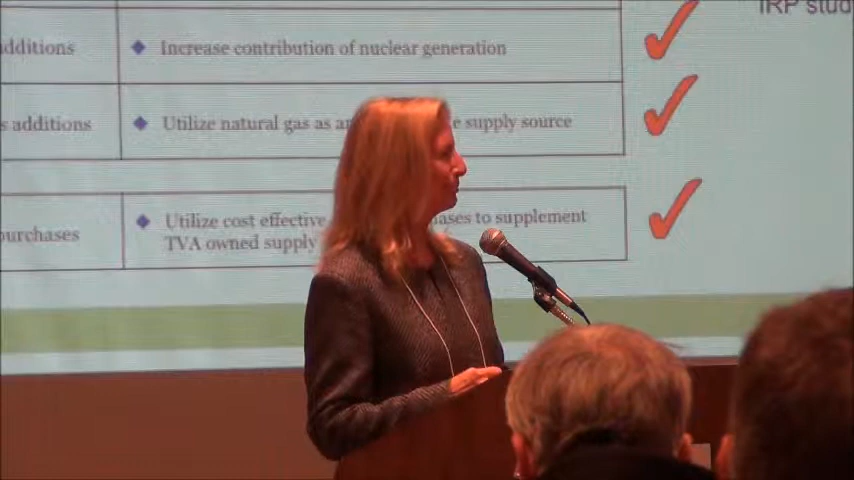 IRP stud
dditions
Increase contribution of nuclear generation
s additions
Utilize natural gas as an
supply source
purchases
Utilize cost effective
ases to supplement
TVA owned supply